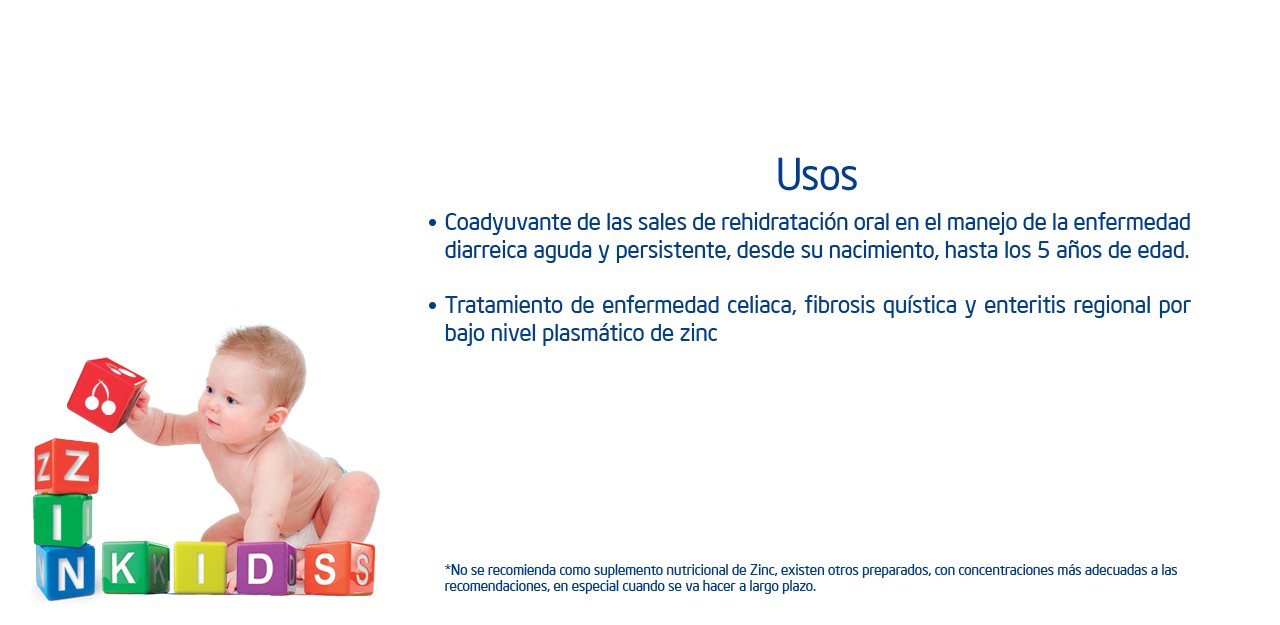 Usos
• Coadyuvante de las sales de rehidratación oral en el manejo de la enfermedad
diarreica aguda y persistente, desde su nacimiento, hasta los 5 años de edad.
• Tratamiento de enfermedad celiaca, fibrosis quística y enteritis regional por
bajo nivel plasmático de zinc
Z Z
I I
N N K K I D D S S
*No se recomienda como suplemento nutricional de Zinc, existen otros preparados, con concentraciones más adecuadas a las
recomendaciones, en especial cuando se va hacer a largo plazo.